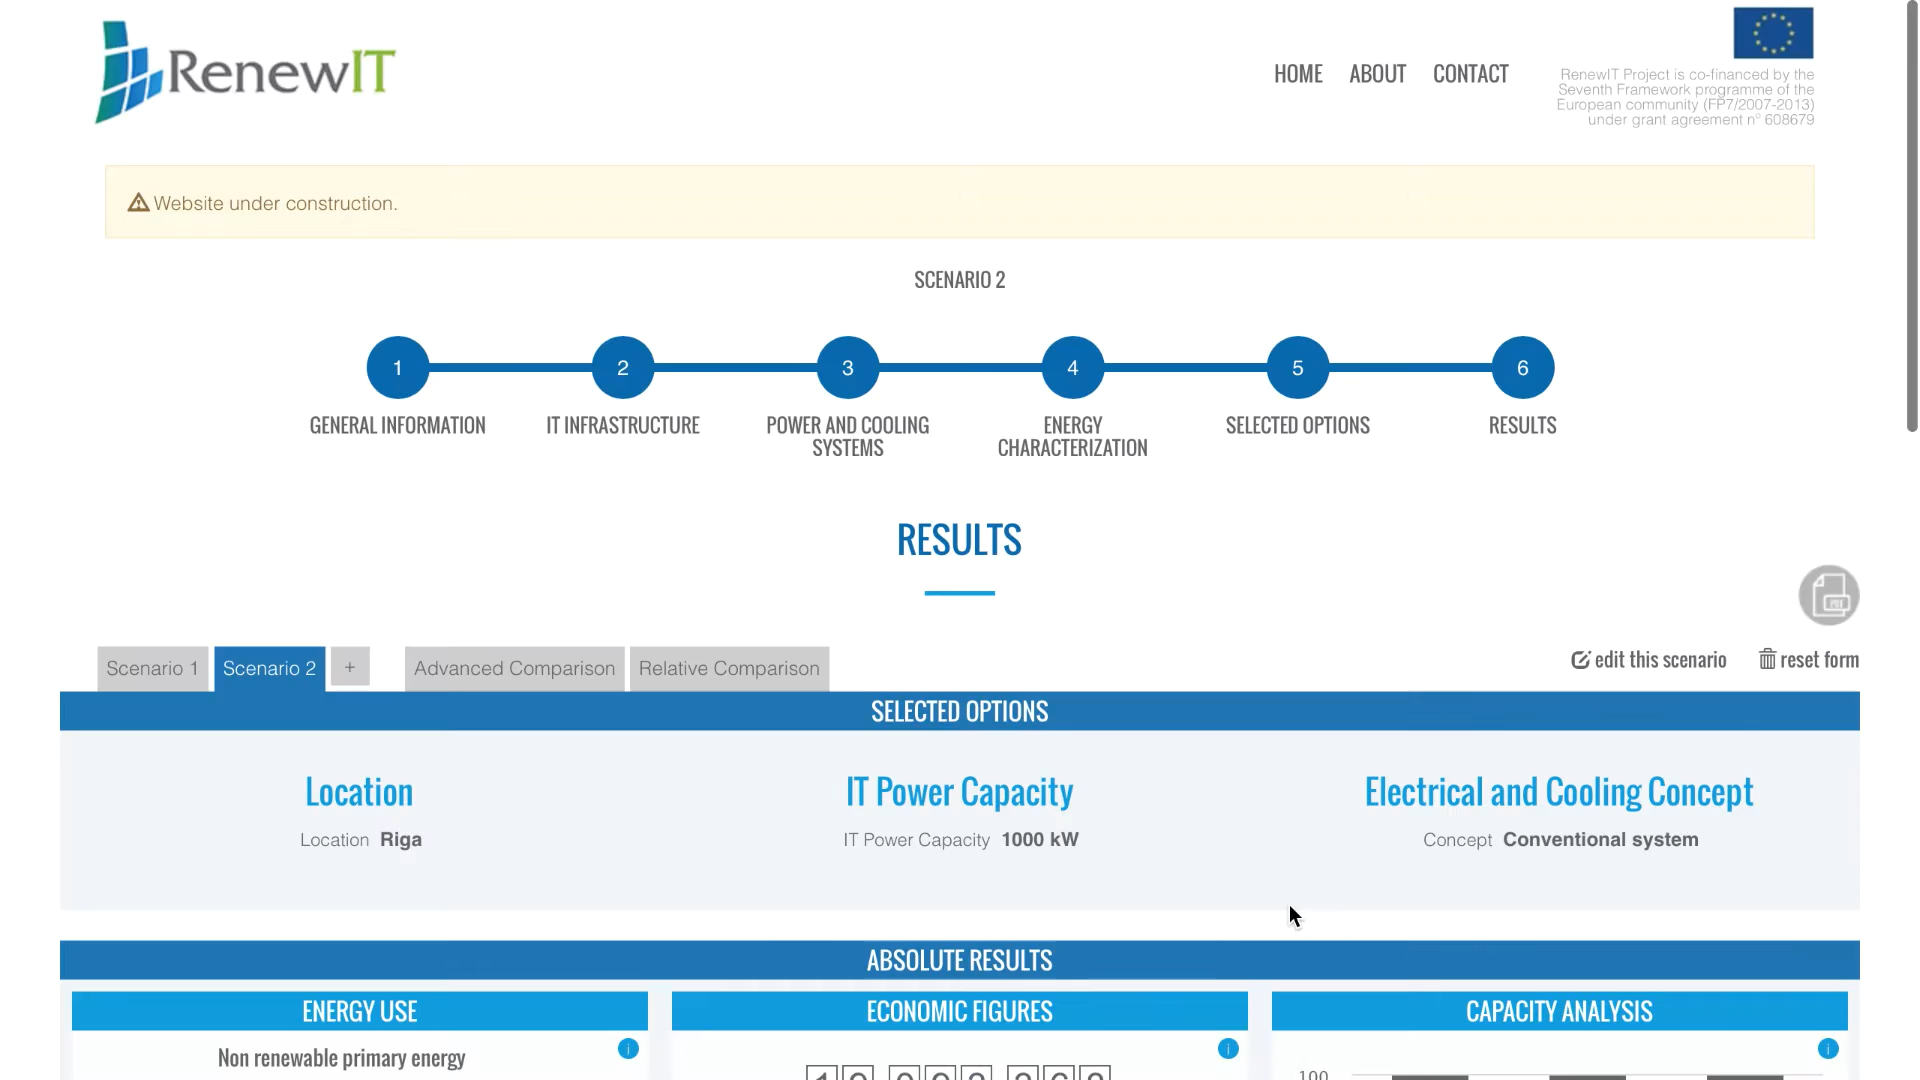 RenewIT
HOME ABOUT CONTACT
RenewIT Project is co-financed by the
Seventh Framework programme of the
European community (FP7/2007-2013)
under grant agreement nº 608679
Website under construction.
SCENARIO 2
1 2 3 4 5 6
GENERAL INFORMATION
IT INFRASTRUCTURE
POWER AND COOLING
SYSTEMS
ENERGY
CHARACTERIZATION
SELECTED OPTIONS
RESULTS
RESULTS
PDF
Scenario 1 Scenario 2 + Advanced Comparison Relative Comparison
edit this scenario reset form
SELECTED OPTIONS
Location
Location Riga
IT Power Capacity
IT Power Capacity 1000 kW
Electrical and Cooling Concept
Concept Conventional system
ABSOLUTE RESULTS
ENERGY USE
Non renewable primary energy
ECONOMIC FIGURES
CAPACITY ANALYSIS
100